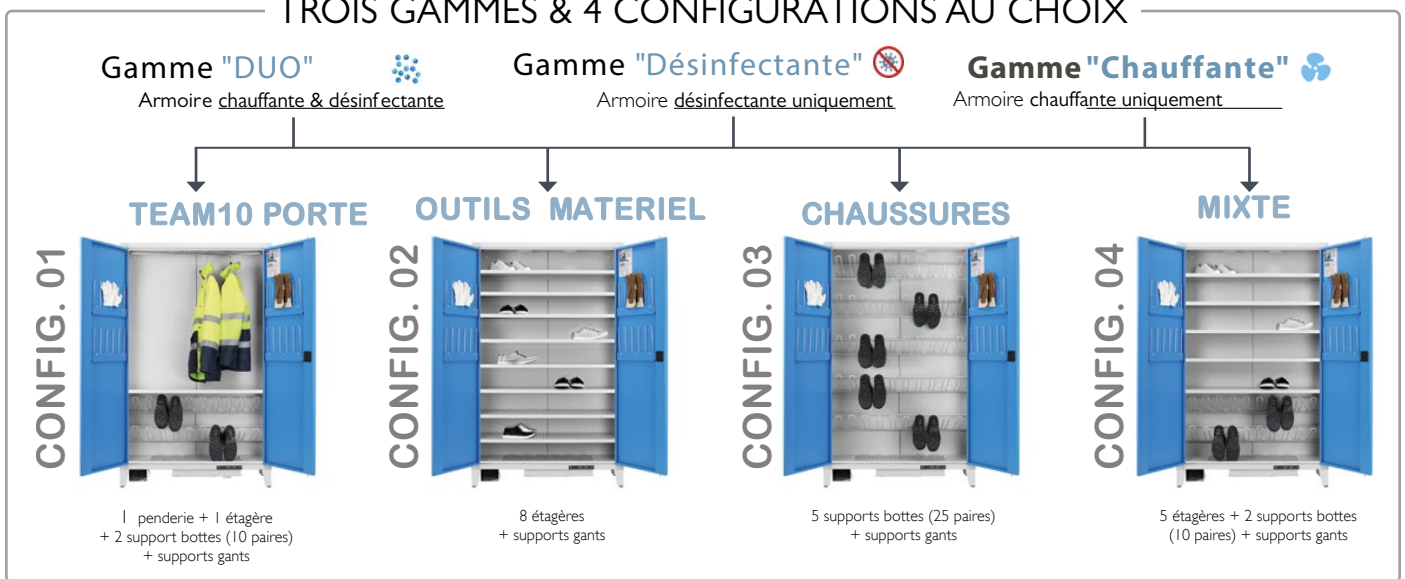 TROIS GAMMES & 4 CONFIGURATIONS AU CHOIX
Gamme "DUO"
Armoire chauffante & désinfectante
Gamme "Désinfectante"
Armoire désinfectante uniquement
Gamme "Chauffante"
Armoire chauffante uniquement
CONFIG. 01
TEAM10 PORTE
1 penderie + 1 étagère
+ 2 support bottes (10 paires)
+ supports gants
CONFIG. 02
OUTILS MATERIEL
8 étagères
+ supports gants
CONFIG. 03
CHAUSSURES
5 supports bottes (25 paires)
+ supports gants
CONFIG. 04
MIXTE
5 étagères + 2 supports bottes
(10 paires) + supports gants